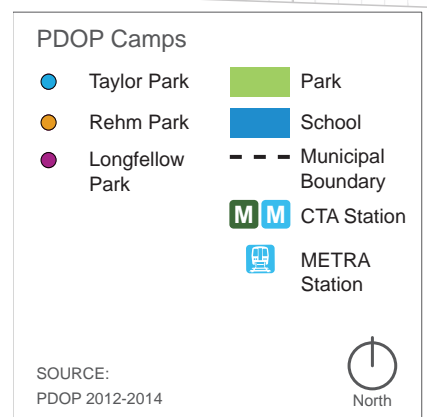 PDOP Camps
Taylor Park
Rehm Park
Longfellow
Park
Park
School
Municipal
Boundary
M M CTA Station
METRA
Station
SOURCE:
PDOP 2012-2014
North